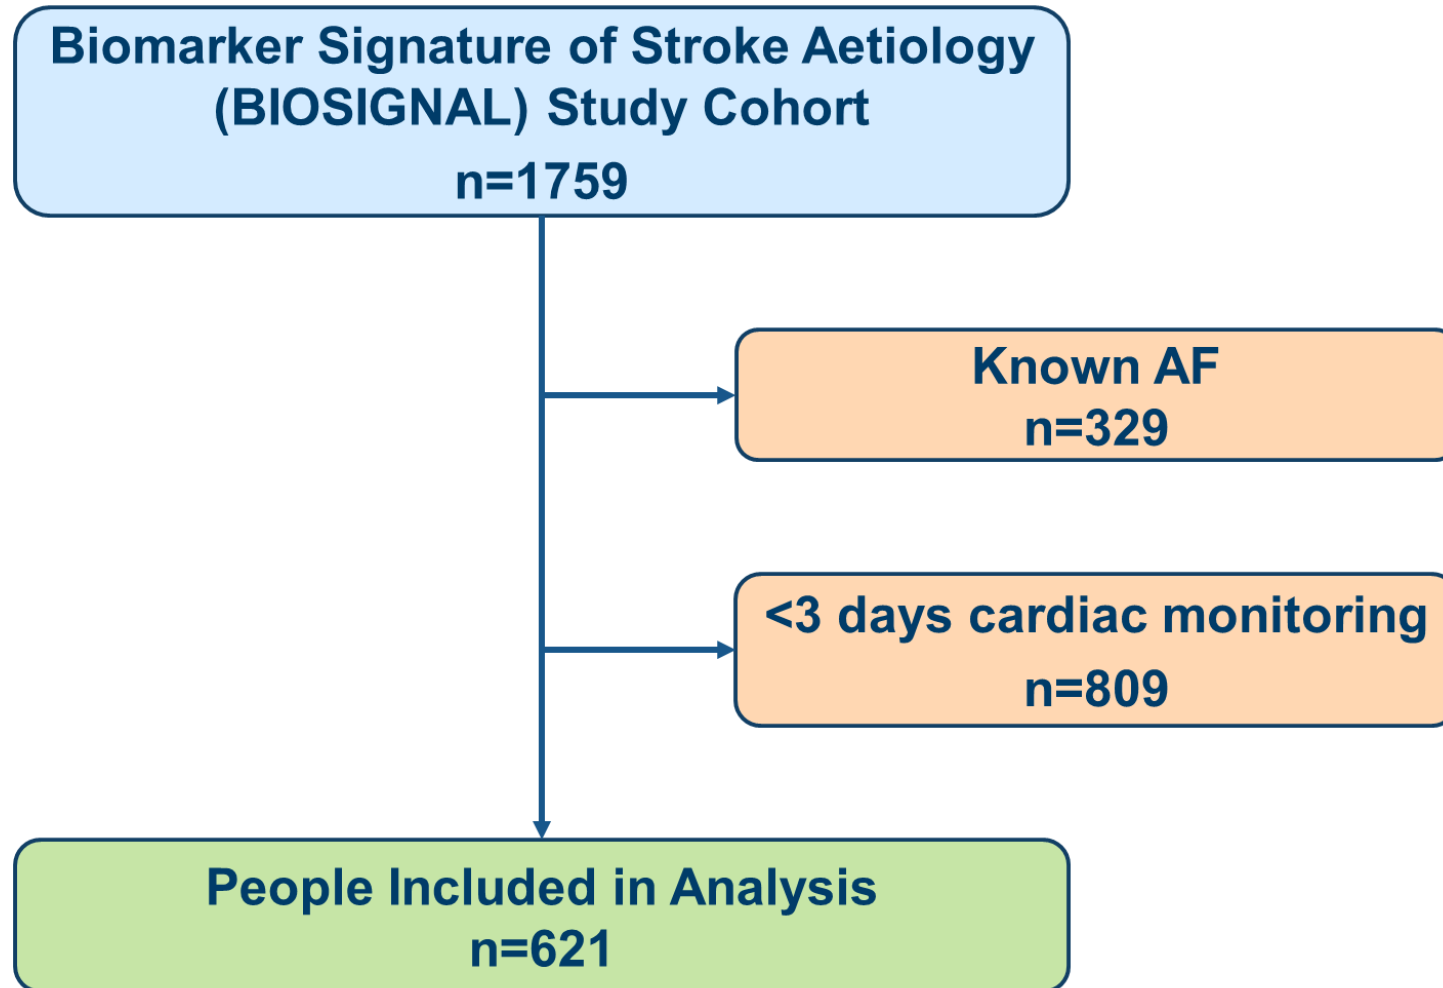 Biomarker Signature of Stroke Aetiology
(BIOSIGNAL) Study Cohort
n=1759
Known AF
n=329
<3 days cardiac monitoring
n=809
People Included in Analysis
n=621